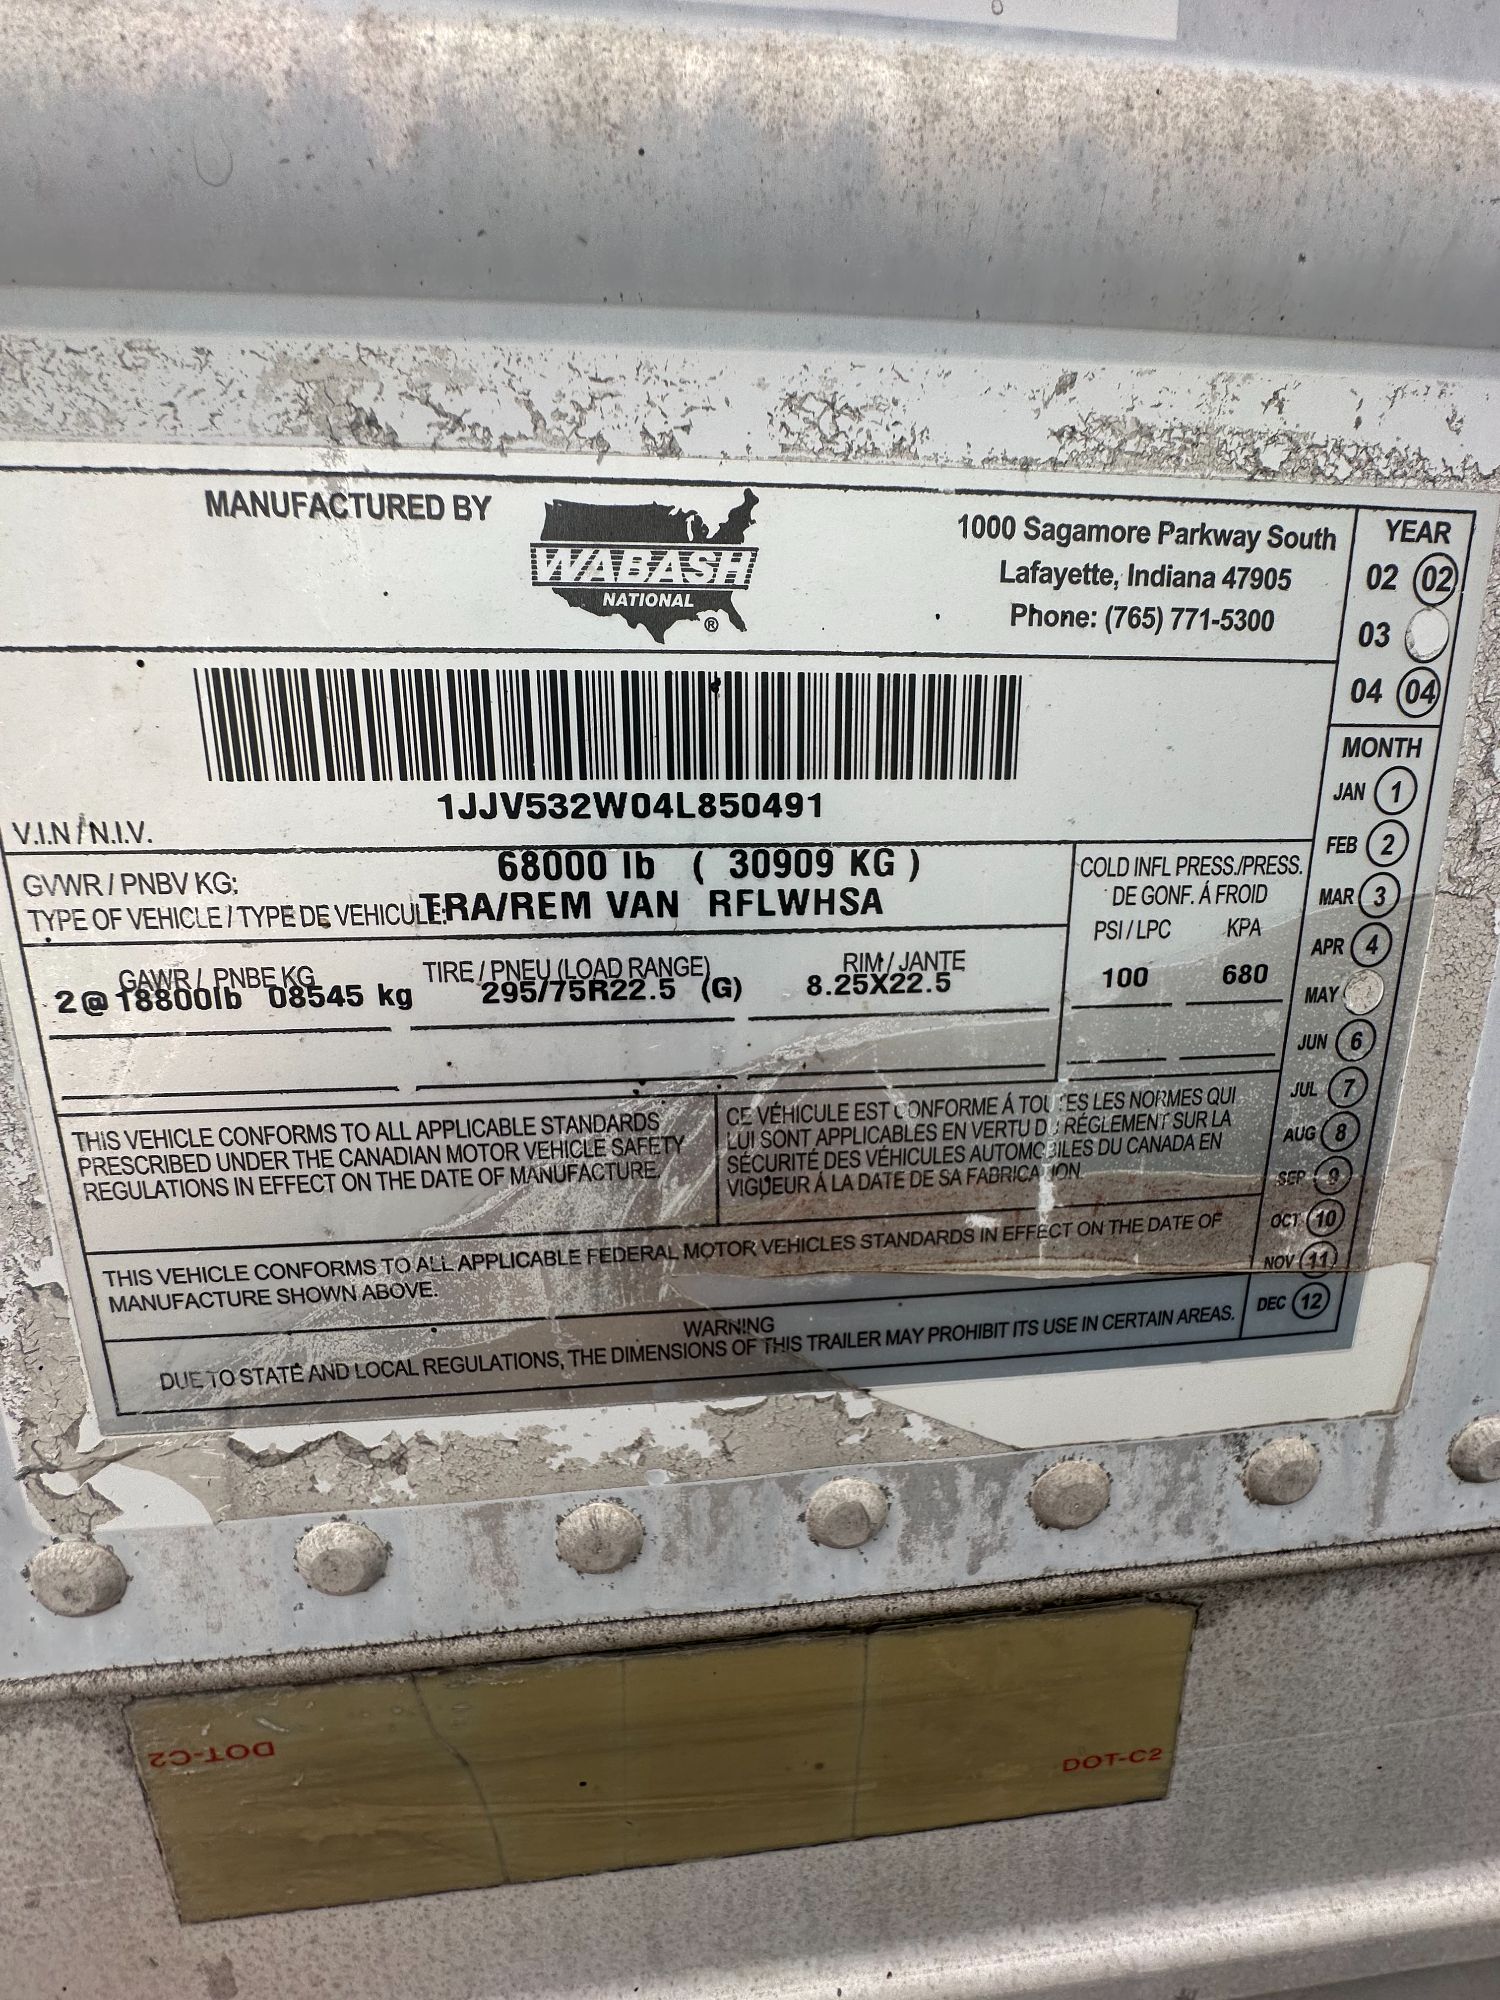 MANUFACTURED BY
WABASH
NATIONAL
®
1000 Sagamore Parkway South
Lafayette, Indiana 47905
Phone: (765) 771-5300
YEAR
02 02
03
04 04
MONTH
JAN 1
FEB 2
MAR 3
APR 4
MAY
JUN 6
JUL 7
AUG 8
SEP 9
OCT 10
NOV 11
DEC 12
1JJV532W04L850491
V.I.N/N.I.V.
GVWR / PNBV KG: 68000 lb ( 30909 KG )
TYPE OF VEHICLE / TYPE DE VEHICULE: TRA/REM VAN RFLWHSA
COLD INFL PRESS./PRESS.
DE GONF. Á FROID
PSI / LPC KPA
100 680
GAWR / PNBE KG TIRE / PNEU (LOAD RANGE) RIM / JANTE
2 @ 18800lb 08545 kg 295/75R22.5 (G) 8.25X22.5
THIS VEHICLE CONFORMS TO ALL APPLICABLE STANDARDS
PRESCRIBED UNDER THE CANADIAN MOTOR VEHICLE SAFETY
REGULATIONS IN EFFECT ON THE DATE OF MANUFACTURE.
CE VÉHICULE EST CONFORME Á TOUTES LES NORMES QUI
LUI SONT APPLICABLES EN VERTU DU RÉGLEMENT SUR LA
SÉCURITÉ DES VÉHICULES AUTOMOBILES DU CANADA EN
VIGUEUR Á LA DATE DE SA FABRICATION.
THIS VEHICLE CONFORMS TO ALL APPLICABLE FEDERAL MOTOR VEHICLES STANDARDS IN EFFECT ON THE DATE OF
MANUFACTURE SHOWN ABOVE.
WARNING
DUE TO STATE AND LOCAL REGULATIONS, THE DIMENSIONS OF THIS TRAILER MAY PROHIBIT ITS USE IN CERTAIN AREAS.
DOT-C2
DOT-C2